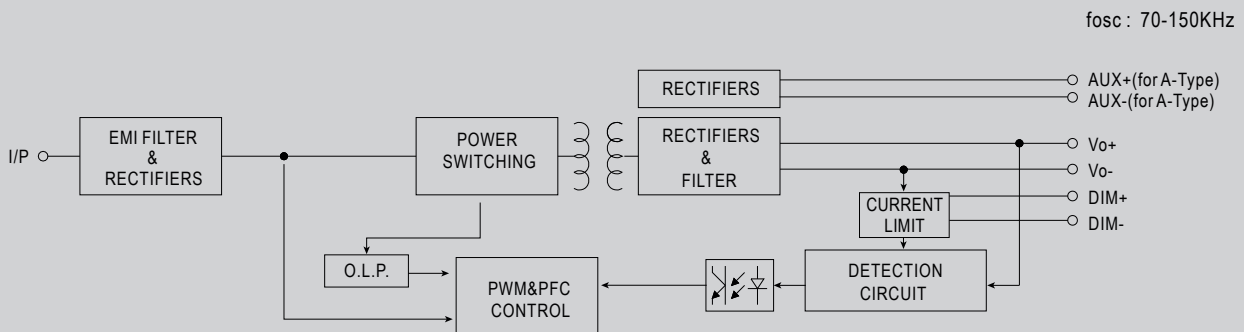 fosc : 70-150KHz
RECTIFIERS
AUX+(for A-Type)
AUX-(for A-Type)
I/P
EMI FILTER
&
RECTIFIERS
POWER
SWITCHING
RECTIFIERS
&
FILTER
Vo+
Vo-
DIM+
DIM-
CURRENT
LIMIT
O.L.P.
PWM&PFC
CONTROL
DETECTION
CIRCUIT